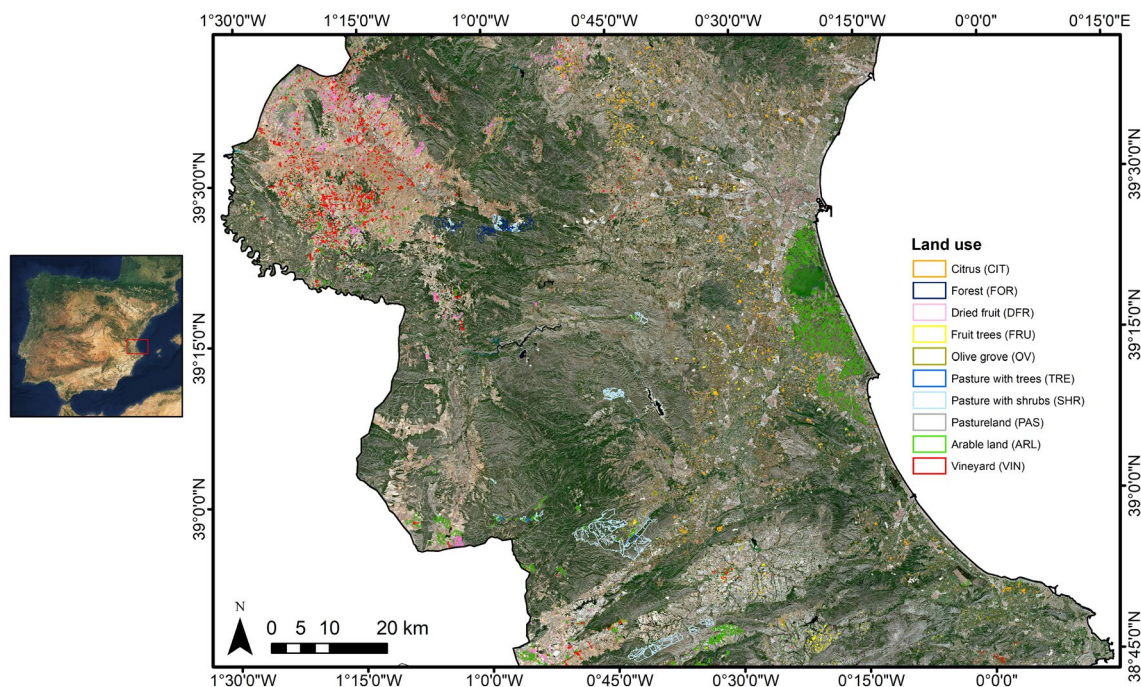 1°30'0"W 1°15'0"W 1°0'0"W 0°45'0"W 0°30'0"W 0°15'0"W 0°0'0" 0°15'0"E
39°30'0"N
39°30'0"N
39°15'0"N
39°15'0"N
39°0'0"N
39°0'0"N
38°45'0"N
Land use
Citrus (CIT)
Forest (FOR)
Dried fruit (DFR)
Fruit trees (FRU)
Olive grove (OV)
Pasture with trees (TRE)
Pasture with shrubs (SHR)
Pastureland (PAS)
Arable land (ARL)
Vineyard (VIN)
N
0 5 10 20 km
1°30'0"W 1°15'0"W 1°0'0"W 0°45'0"W 0°30'0"W 0°15'0"W 0°0'0"